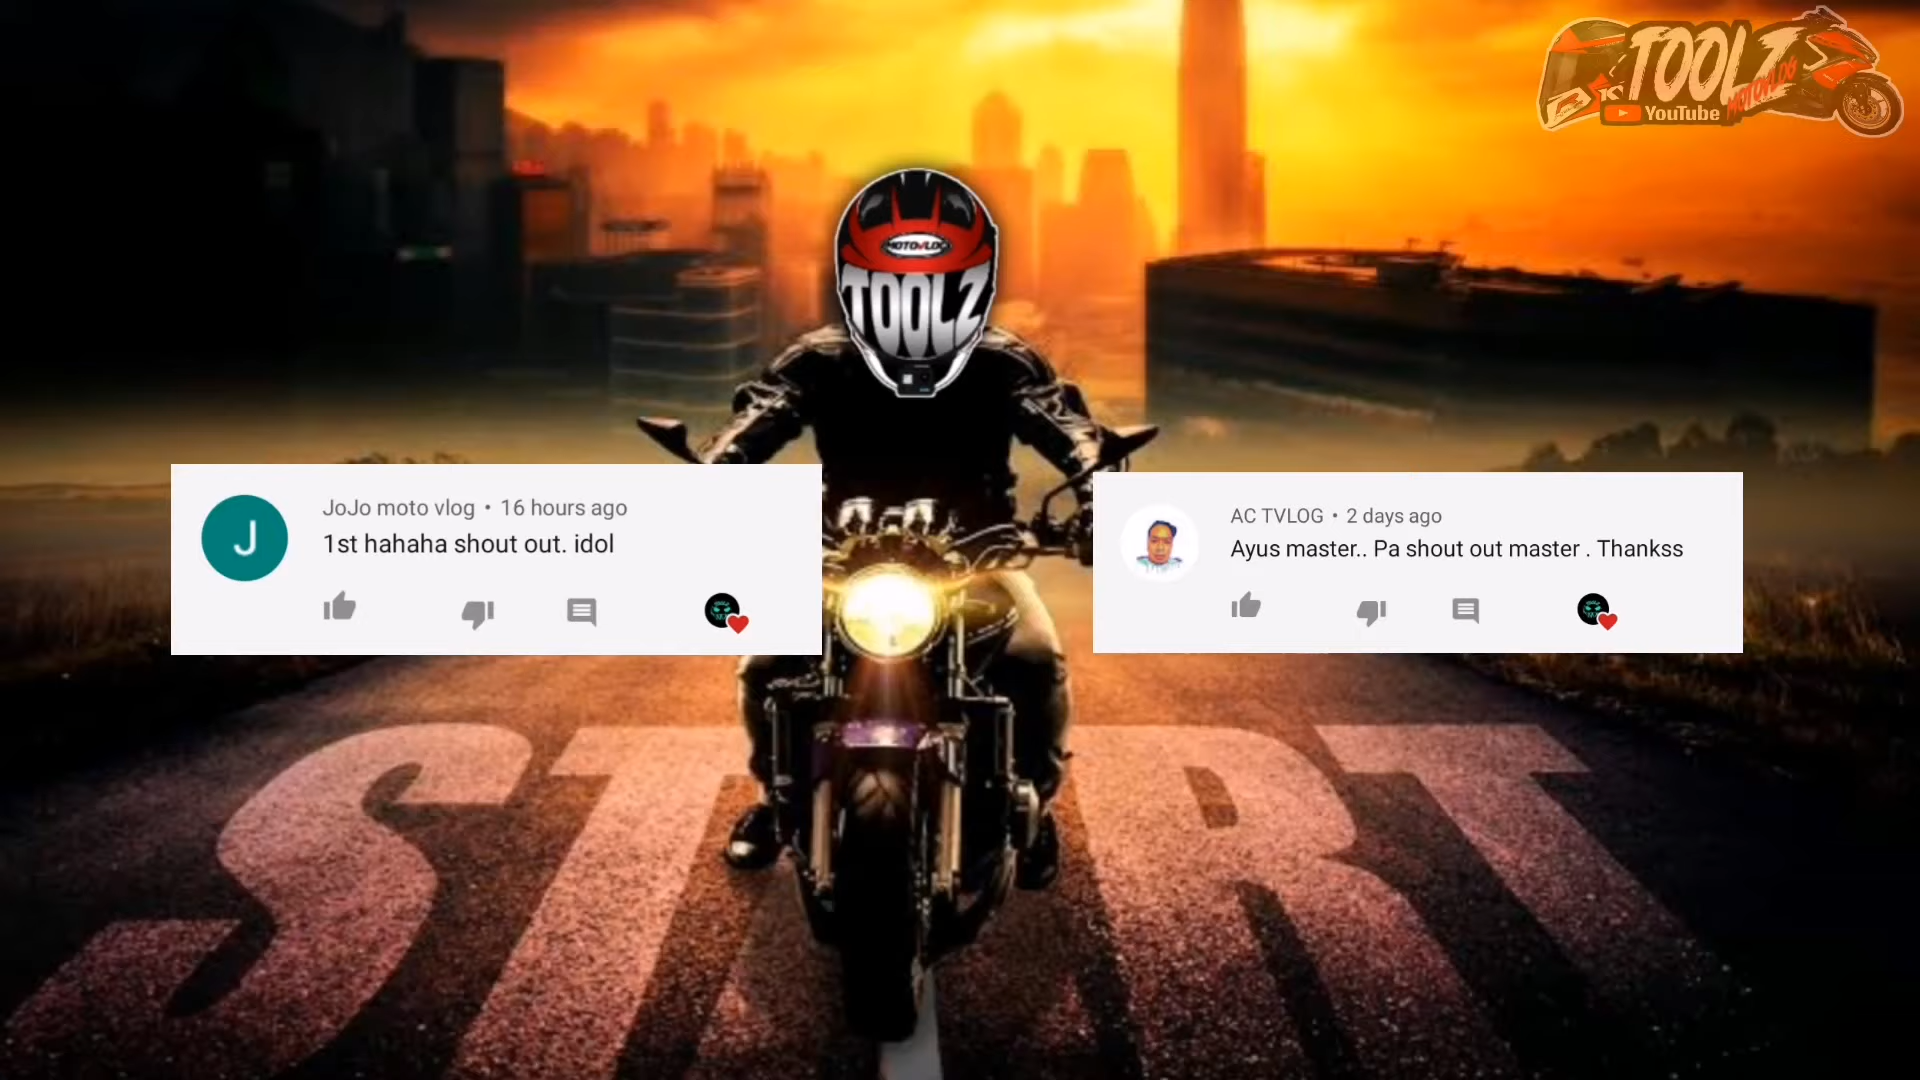 TOOLZ
MOTOVLOG
YouTube
MOTOVLOG
TOOLZ
J
JoJo moto vlog • 16 hours ago
1st hahaha shout out. idol
AC TVLOG • 2 days ago
Ayus master.. Pa shout out master . Thankss
START